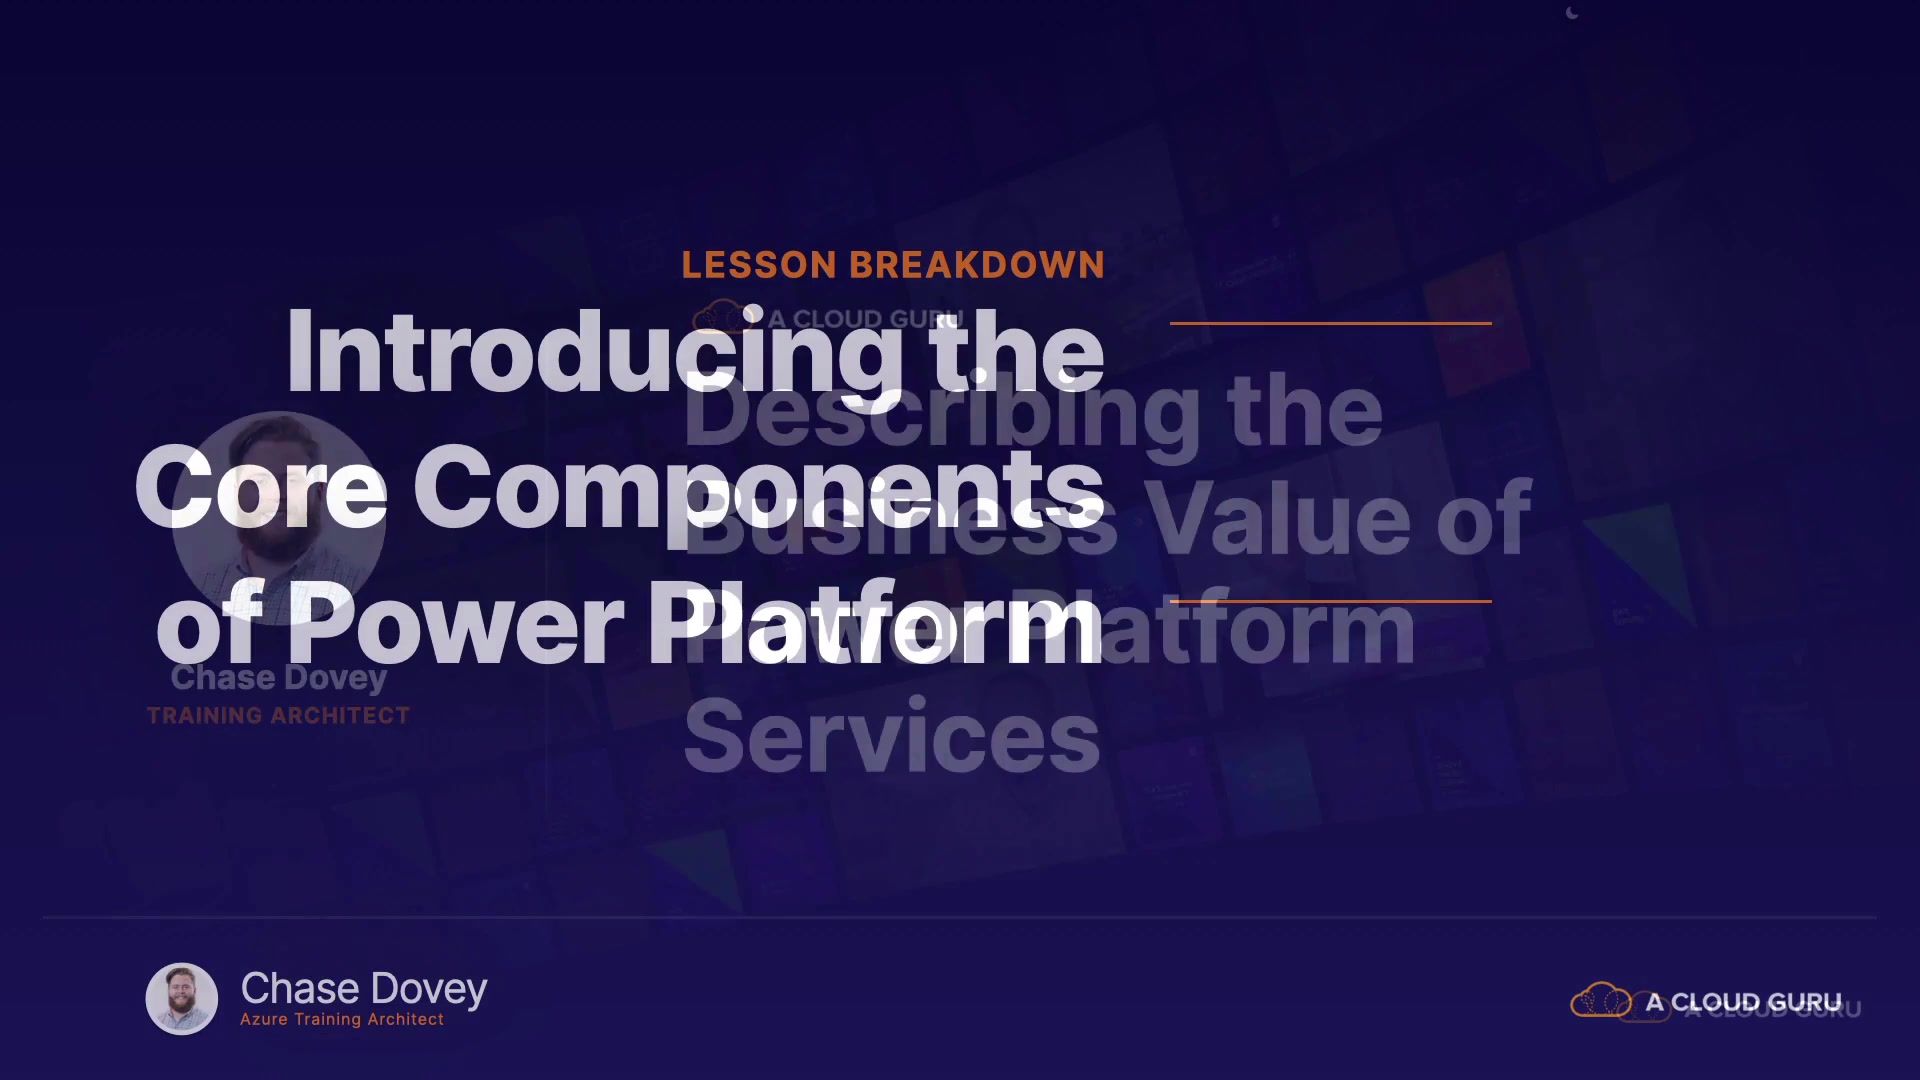 LESSON BREAKDOWN
Introducing the
Core Components
of Power Platform
A CLOUD GURU
Describing the
Business Value of
Power Platform
Services
Chase Dovey
TRAINING ARCHITECT
Chase Dovey
Azure Training Architect
A CLOUD GURU
A CLOUD GURU